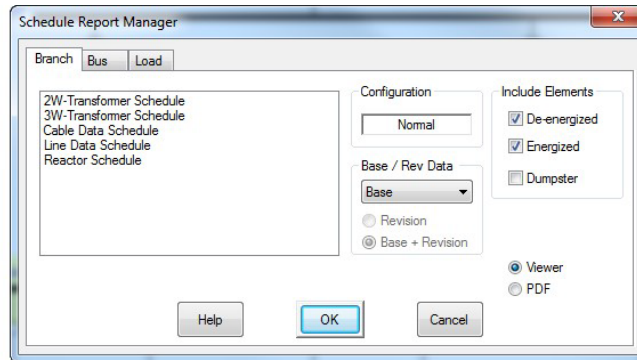 Schedule Report Manager
x
Branch
Bus
Load
2W-Transformer Schedule
3W-Transformer Schedule
Cable Data Schedule
Line Data Schedule
Reactor Schedule
Configuration
Normal
Base / Rev Data
Base
Revision
Base + Revision
Include Elements
De-energized
Energized
Dumpster
Viewer
PDF
Help
OK
Cancel